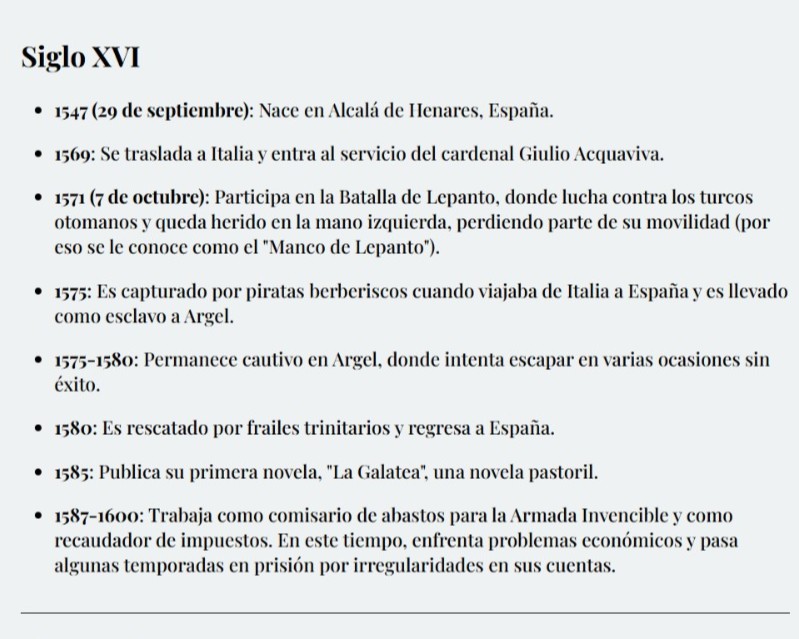 Siglo XVI
• 1547 (29 de septiembre): Nace en Alcalá de Henares, España.
• 1569: Se traslada a Italia y entra al servicio del cardenal Giulio Acquaviva.
• 1571 (7 de octubre): Participa en la Batalla de Lepanto, donde lucha contra los turcos
otomanos y queda herido en la mano izquierda, perdiendo parte de su movilidad (por
eso se le conoce como el "Manco de Lepanto").
• 1575: Es capturado por piratas berberiscos cuando viajaba de Italia a España y es llevado
como esclavo a Argel.
• 1575-1580: Permanece cautivo en Argel, donde intenta escapar en varias ocasiones sin
éxito.
• 1580: Es rescatado por frailes trinitarios y regresa a España.
• 1585: Publica su primera novela, "La Galatea", una novela pastoril.
• 1587-1600: Trabaja como comisario de abastos para la Armada Invencible y como
recaudador de impuestos. En este tiempo, enfrenta problemas económicos y pasa
algunas temporadas en prisión por irregularidades en sus cuentas.